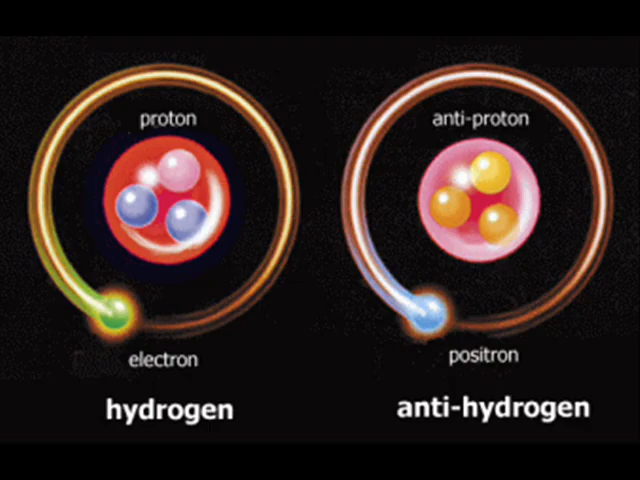 proton
electron
hydrogen
anti-proton
positron
anti-hydrogen